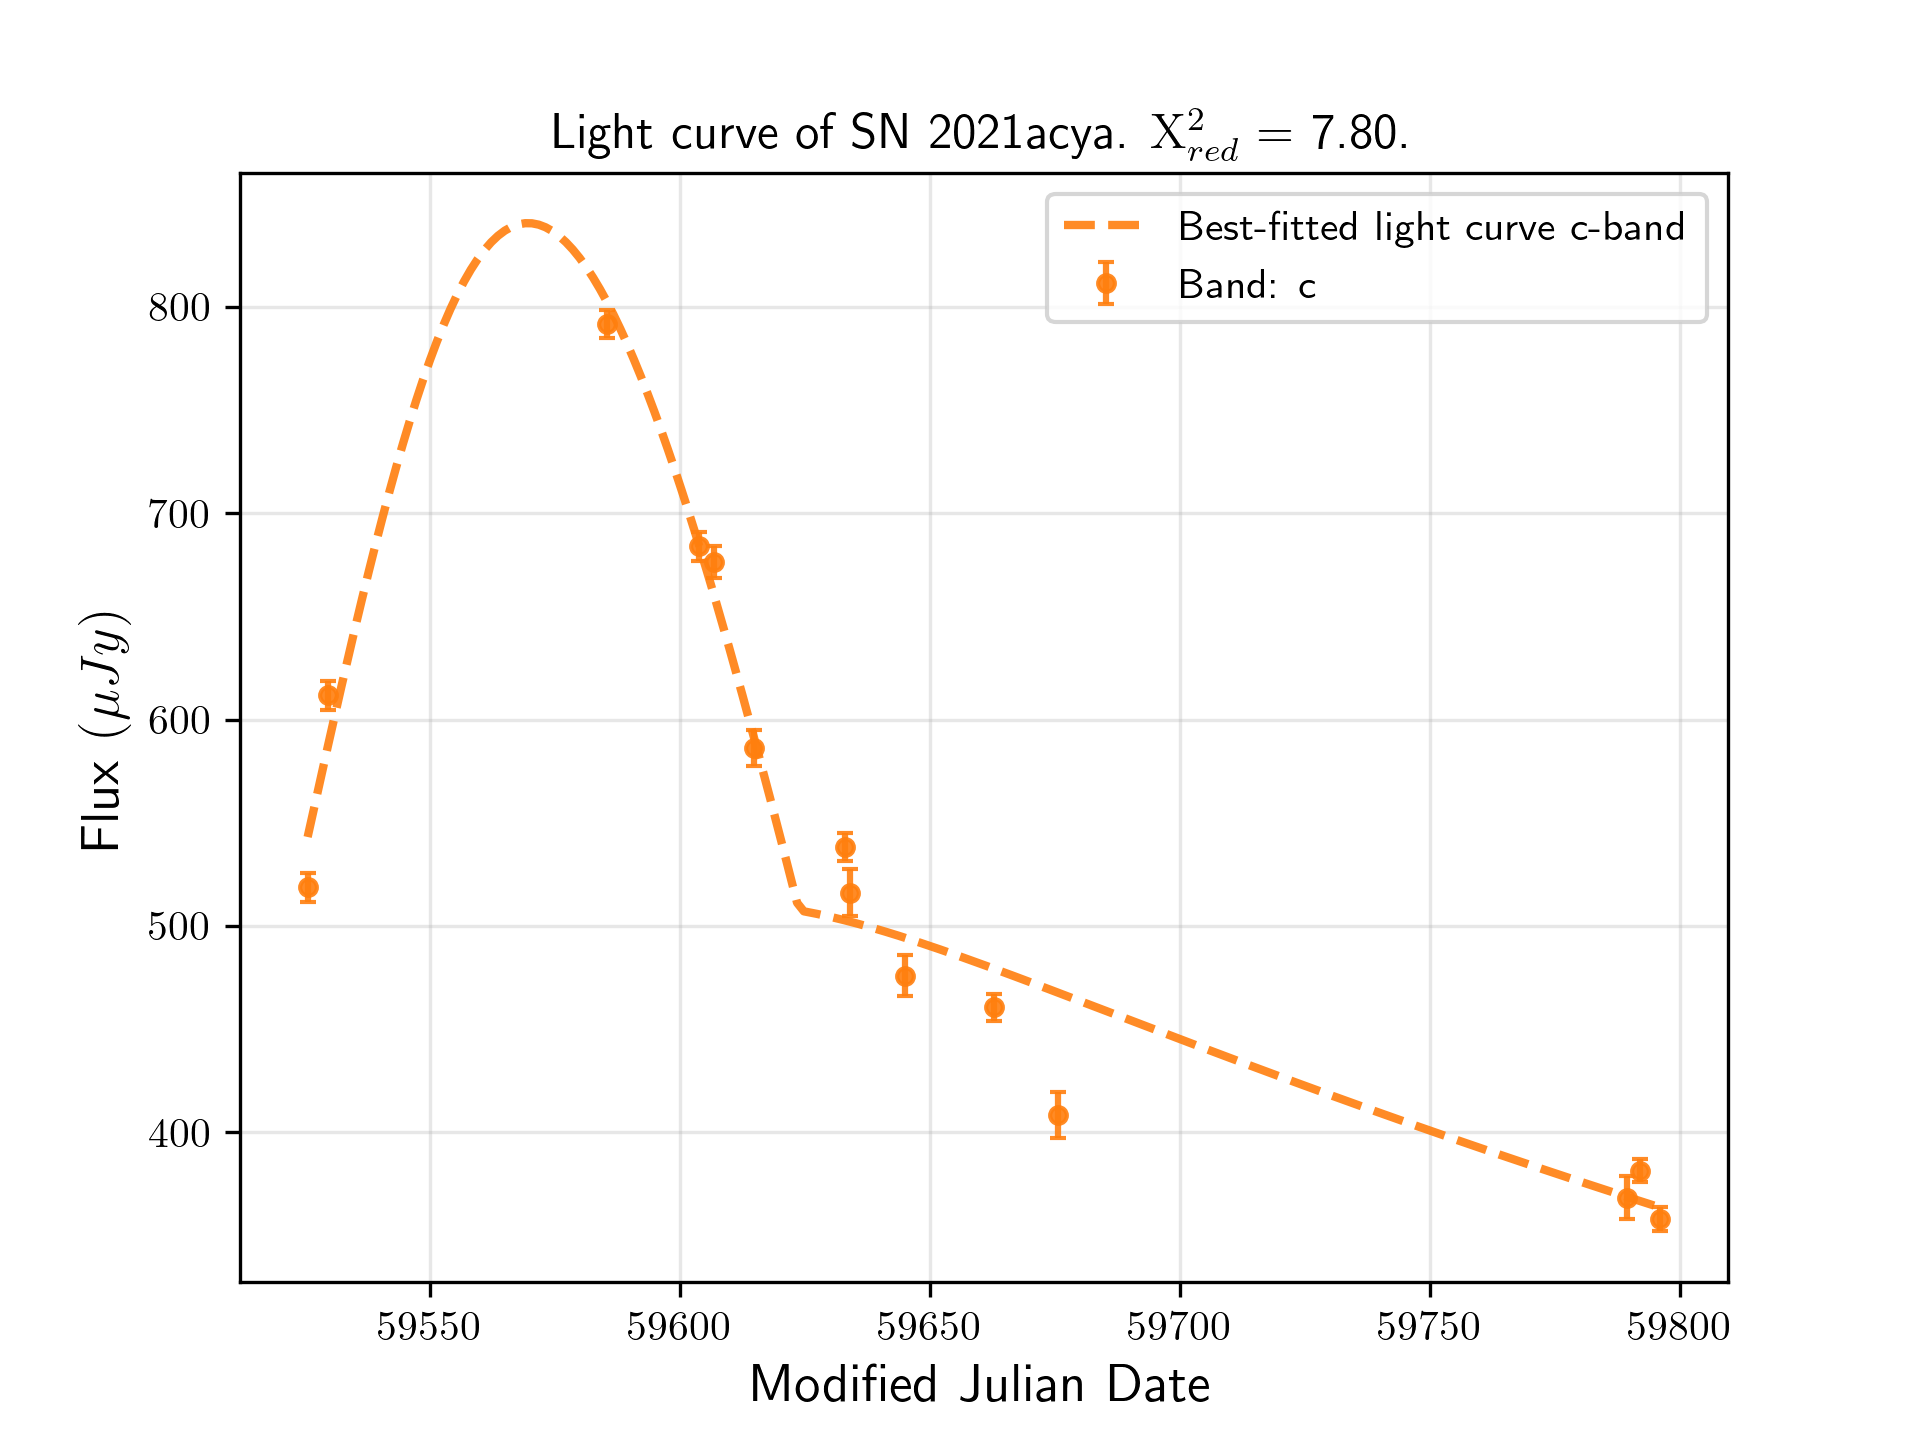 Light curve of SN 2021acya. X²red = 7.80.
Best-fitted light curve c-band
Band: c
800
700
600
500
400
Flux (μJy)
59550 59600 59650 59700 59750 59800
Modified Julian Date